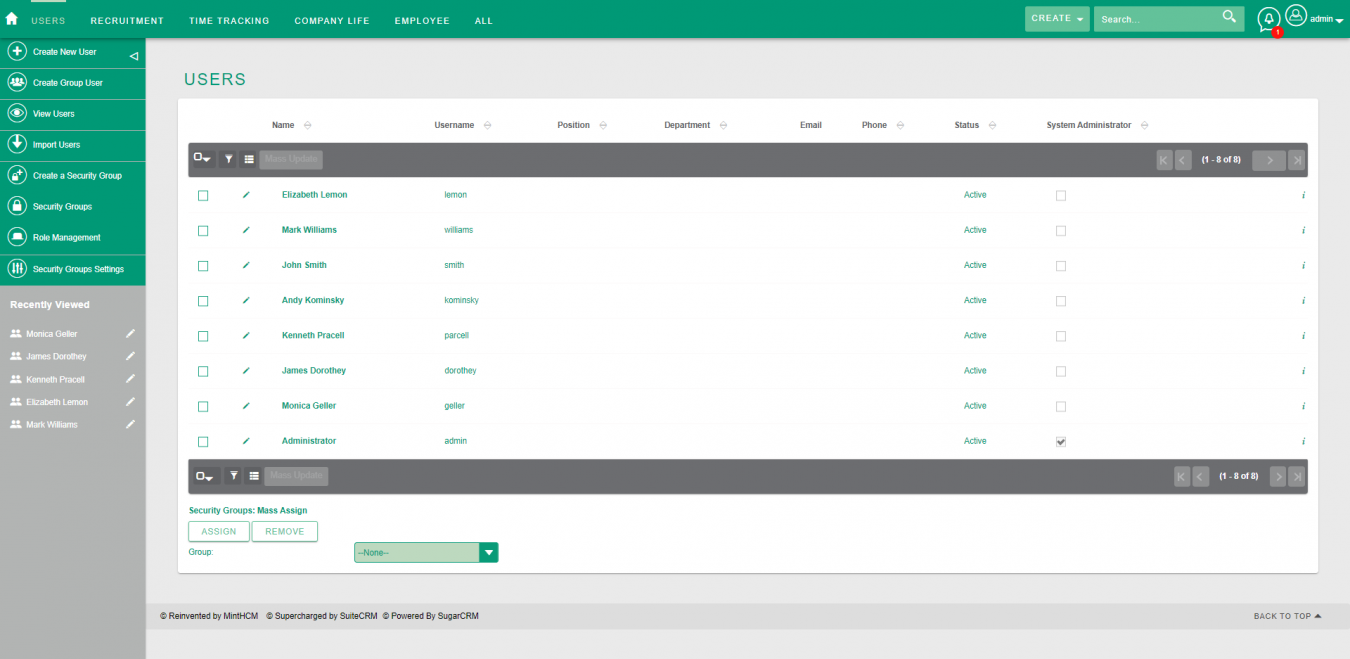 USERS RECRUITMENT TIME TRACKING COMPANY LIFE EMPLOYEE ALL CREATE Search... 1 admin
Create New User
Create Group User
View Users
Import Users
Create a Security Group
Security Groups
Role Management
Security Groups Settings
Recently Viewed
Monica Geller
James Dorothey
Kenneth Pracell
Elizabeth Lemon
Mark Williams
USERS
Name Username Position Department Email Phone Status System Administrator
Mass Update (1 - 8 of 8)
Elizabeth Lemon lemon Active i
Mark Williams williams Active i
John Smith smith Active i
Andy Kominsky kominsky Active i
Kenneth Pracell parcell Active i
James Dorothey dorothey Active i
Monica Geller geller Active i
Administrator admin Active i
Mass Update (1 - 8 of 8)
Security Groups: Mass Assign
ASSIGN REMOVE
Group: --None--
© Reinvented by MintHCM © Supercharged by SuiteCRM © Powered By SugarCRM BACK TO TOP